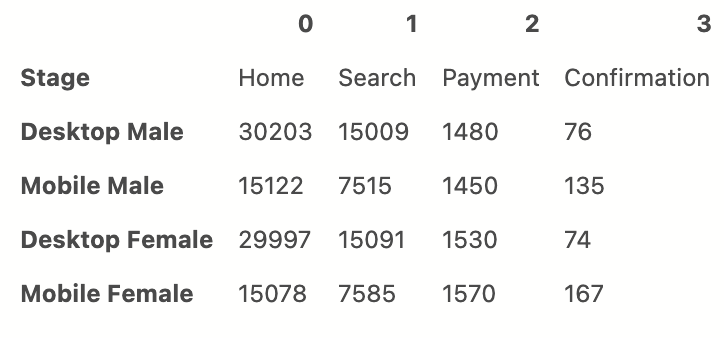 0 1 2 3
Stage Home Search Payment Confirmation
Desktop Male 30203 15009 1480 76
Mobile Male 15122 7515 1450 135
Desktop Female 29997 15091 1530 74
Mobile Female 15078 7585 1570 167